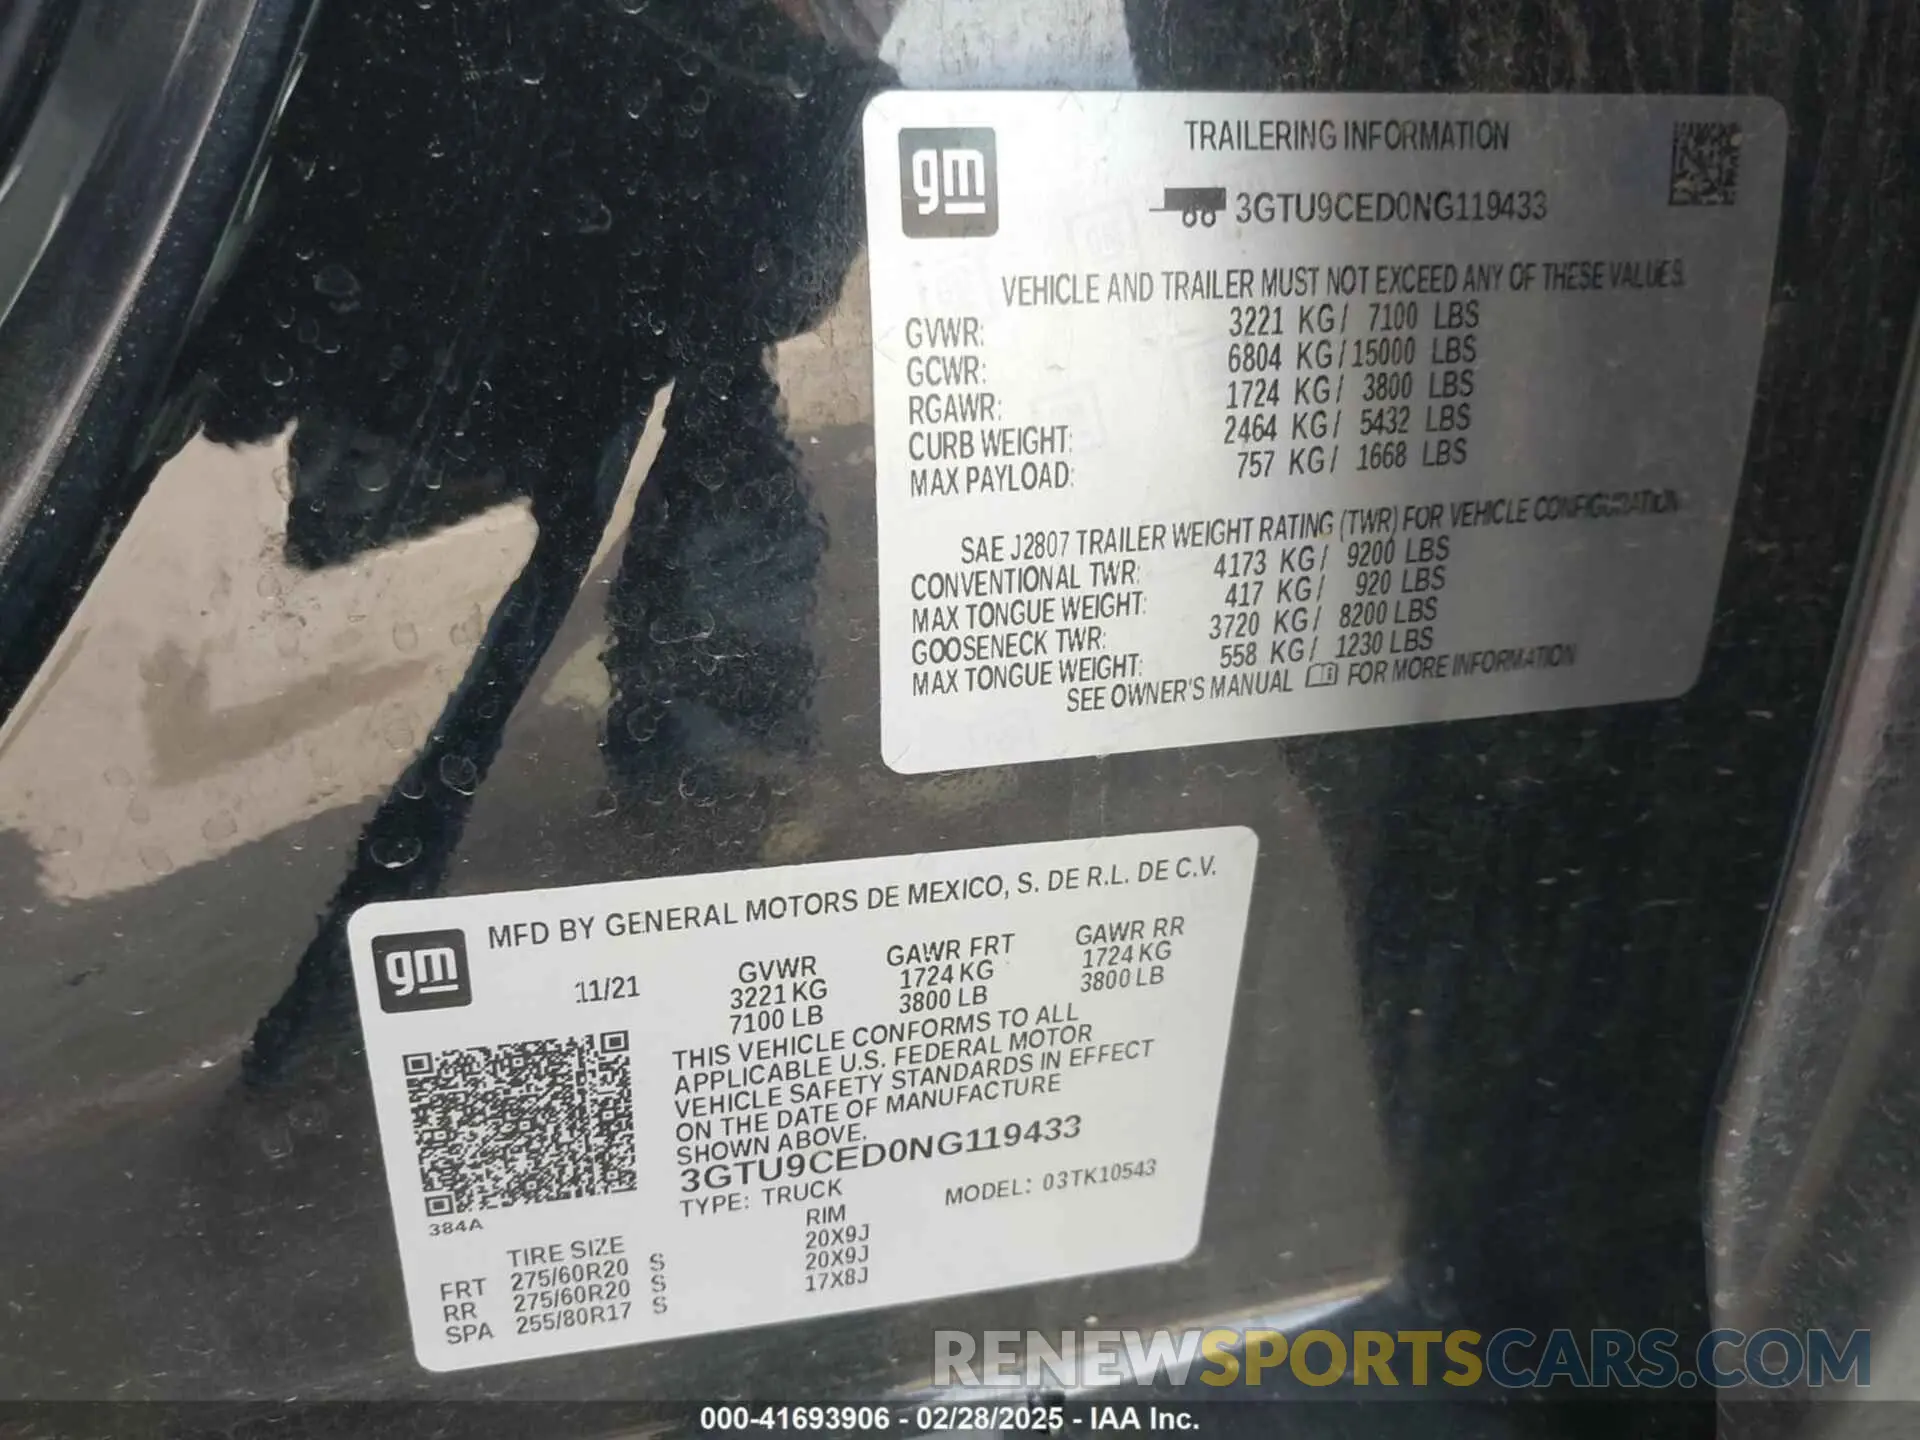 gm
TRAILERING INFORMATION
3GTU9CED0NG119433
VEHICLE AND TRAILER MUST NOT EXCEED ANY OF THESE VALUES.
GVWR: 3221 KG/ 7100 LBS
GCWR: 6804 KG/15000 LBS
RGAWR: 1724 KG/ 3800 LBS
CURB WEIGHT: 2464 KG/ 5432 LBS
MAX PAYLOAD: 757 KG/ 1668 LBS
SAE J2807 TRAILER WEIGHT RATING (TWR) FOR VEHICLE CONFIGURATION
CONVENTIONAL TWR: 4173 KG/ 9200 LBS
MAX TONGUE WEIGHT: 417 KG/ 920 LBS
GOOSENECK TWR: 3720 KG/ 8200 LBS
MAX TONGUE WEIGHT: 558 KG/ 1230 LBS
SEE OWNER'S MANUAL FOR MORE INFORMATION
gm
MFD BY GENERAL MOTORS DE MEXICO, S. DE R.L. DE C.V.
11/21 GVWR GAWR FRT GAWR RR
3221 KG 1724 KG 1724 KG
7100 LB 3800 LB 3800 LB
THIS VEHICLE CONFORMS TO ALL
APPLICABLE U.S. FEDERAL MOTOR
VEHICLE SAFETY STANDARDS IN EFFECT
ON THE DATE OF MANUFACTURE
SHOWN ABOVE.
3GTU9CED0NG119433
TYPE: TRUCK MODEL: 03TK10543
384A
TIRE SIZE RIM
FRT 275/60R20 S 20X9J
RR 275/60R20 S 20X9J
SPA 255/80R17 S 17X8J
RENEWSPORTSCARS.COM
000-41693906 - 02/28/2025 - IAA Inc.